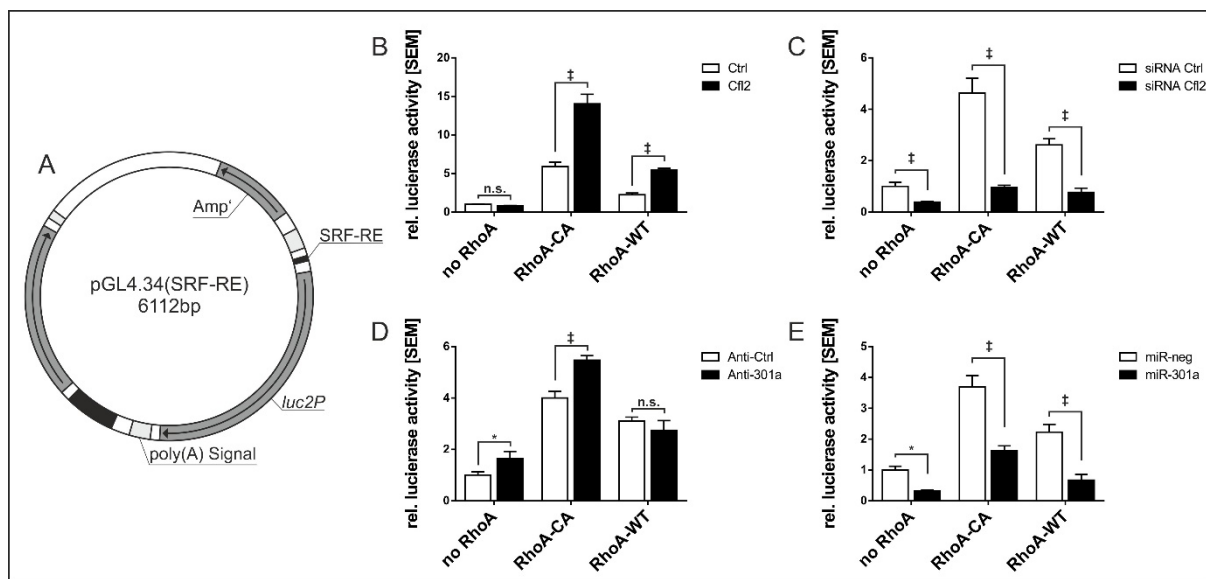 A
Amp‘
SRF-RE
pGL4.34(SRF-RE)
6112bp
luc2P
poly(A) Signal
B
rel. lucierase activity [SEM]
20
15
10
5
0
n.s.
‡
‡
Ctrl
Cfl2
no RhoA
RhoA-CA
RhoA-WT
C
rel. lucierase activity [SEM]
6
4
2
0
‡
‡
‡
siRNA Ctrl
siRNA Cfl2
no RhoA
RhoA-CA
RhoA-WT
D
rel. lucierase activity [SEM]
6
4
2
0
*
‡
n.s.
Anti-Ctrl
Anti-301a
no RhoA
RhoA-CA
RhoA-WT
E
rel. lucierase activity [SEM]
5
4
3
2
1
0
*
‡
‡
miR-neg
miR-301a
no RhoA
RhoA-CA
RhoA-WT